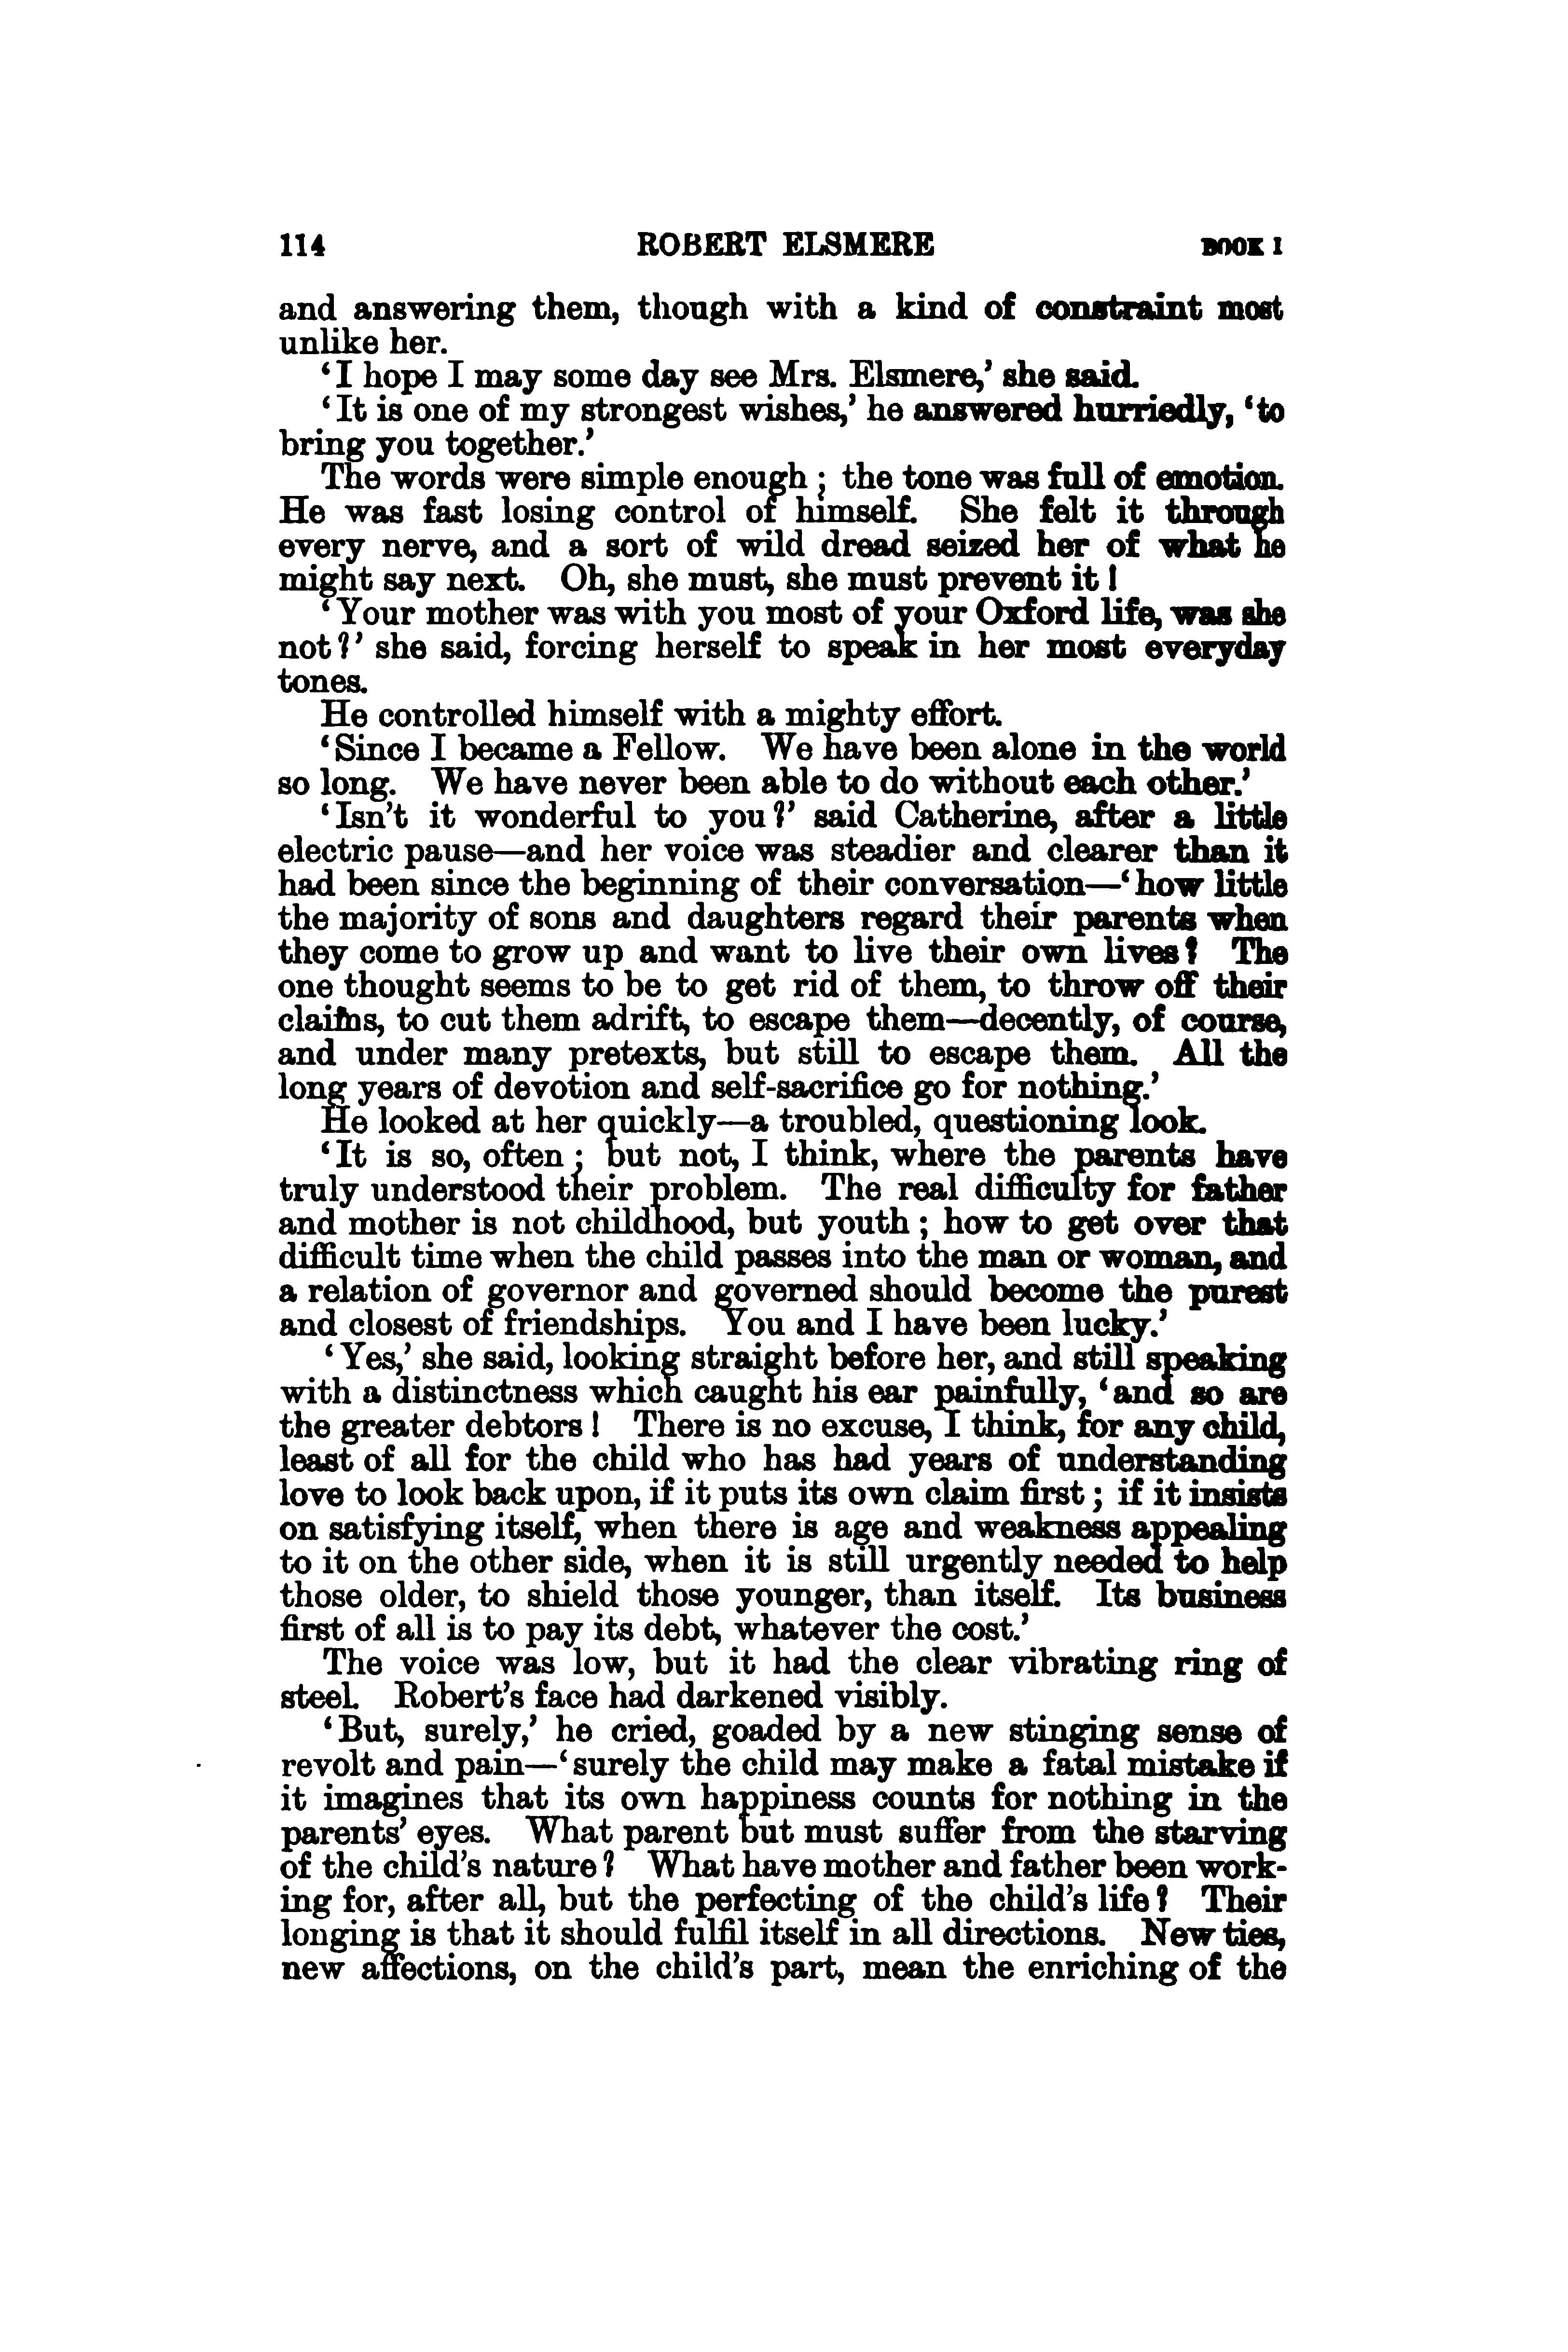 114 ROBERT ELSMERE BOOK I
and answering them, though with a kind of constraint most
unlike her.
‘I hope I may some day see Mrs. Elsmere,’ she said.
‘It is one of my strongest wishes,’ he answered hurriedly, ‘to
bring you together.’
The words were simple enough; the tone was full of emotion.
He was fast losing control of himself. She felt it through
every nerve, and a sort of wild dread seized her of what he
might say next. Oh, she must, she must prevent it!
‘Your mother was with you most of your Oxford life, was she
not?’ she said, forcing herself to speak in her most everyday
tones.
He controlled himself with a mighty effort.
‘Since I became a Fellow. We have been alone in the world
so long. We have never been able to do without each other.’
‘Isn’t it wonderful to you?’ said Catherine, after a little
electric pause—and her voice was steadier and clearer than it
had been since the beginning of their conversation—‘how little
the majority of sons and daughters regard their parents when
they come to grow up and want to live their own lives? The
one thought seems to be to get rid of them, to throw off their
claims, to cut them adrift, to escape them—decently, of course,
and under many pretexts, but still to escape them. All the
long years of devotion and self-sacrifice go for nothing.’
He looked at her quickly—a troubled, questioning look.
‘It is so, often; but not, I think, where the parents have
truly understood their problem. The real difficulty for father
and mother is not childhood, but youth; how to get over that
difficult time when the child passes into the man or woman, and
a relation of governor and governed should become the purest
and closest of friendships. You and I have been lucky.’
‘Yes,’ she said, looking straight before her, and still speaking
with a distinctness which caught his ear painfully, ‘and so are
the greater debtors! There is no excuse, I think, for any child,
least of all for the child who has had years of understanding
love to look back upon, if it puts its own claim first; if it insists
on satisfying itself, when there is age and weakness appealing
to it on the other side, when it is still urgently needed to help
those older, to shield those younger, than itself. Its business
first of all is to pay its debt, whatever the cost.’
The voice was low, but it had the clear vibrating ring of
steel. Robert’s face had darkened visibly.
‘But, surely,’ he cried, goaded by a new stinging sense of
revolt and pain—‘surely the child may make a fatal mistake if
it imagines that its own happiness counts for nothing in the
parents’ eyes. What parent but must suffer from the starving
of the child’s nature? What have mother and father been work-
ing for, after all, but the perfecting of the child’s life? Their
longing is that it should fulfil itself in all directions. New ties,
new affections, on the child’s part, mean the enriching of the